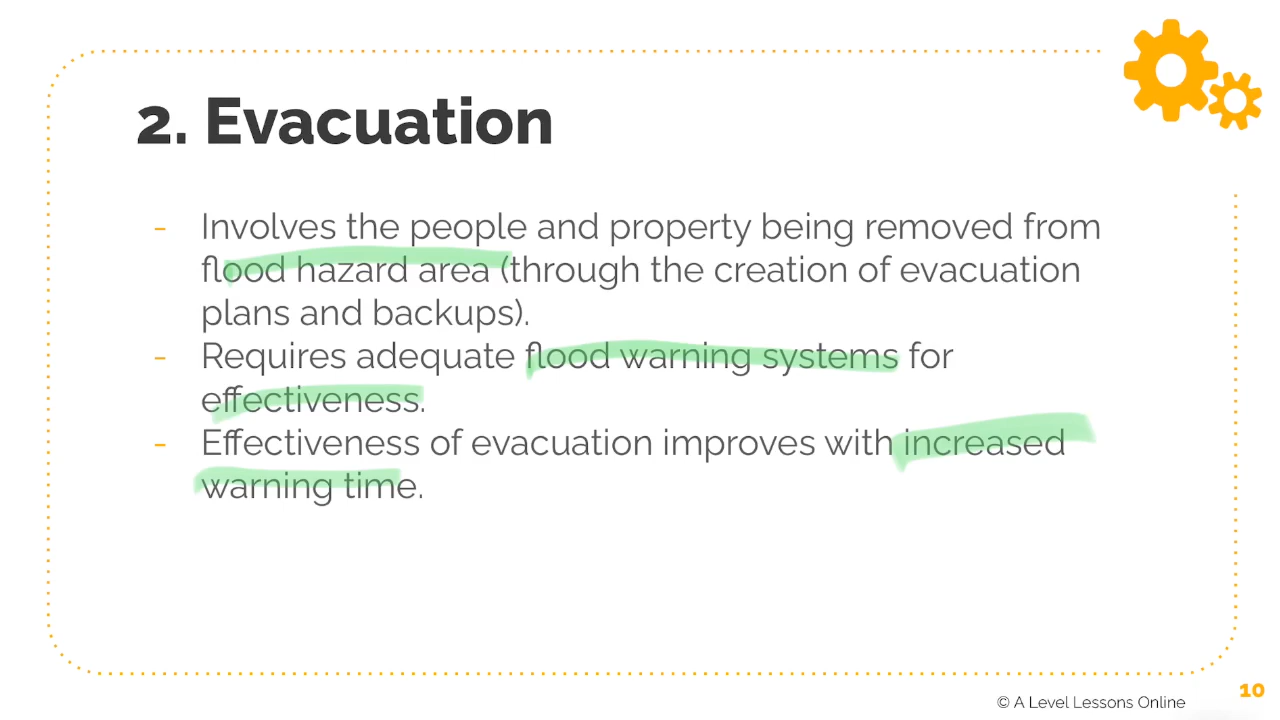 2. Evacuation
- Involves the people and property being removed from
flood hazard area (through the creation of evacuation
plans and backups).
- Requires adequate flood warning systems for
effectiveness.
- Effectiveness of evacuation improves with increased
warning time.
© A Level Lessons Online
10